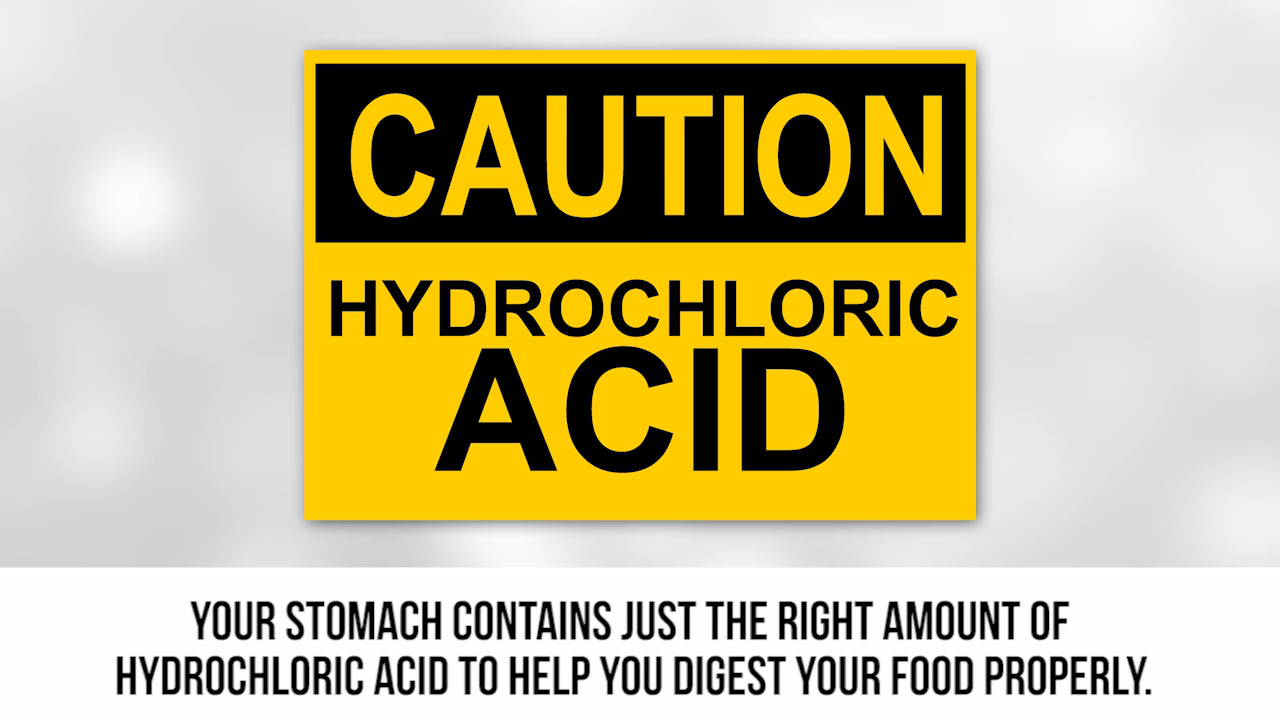 CAUTION
HYDROCHLORIC
ACID
YOUR STOMACH CONTAINS JUST THE RIGHT AMOUNT OF
HYDROCHLORIC ACID TO HELP YOU DIGEST YOUR FOOD PROPERLY.